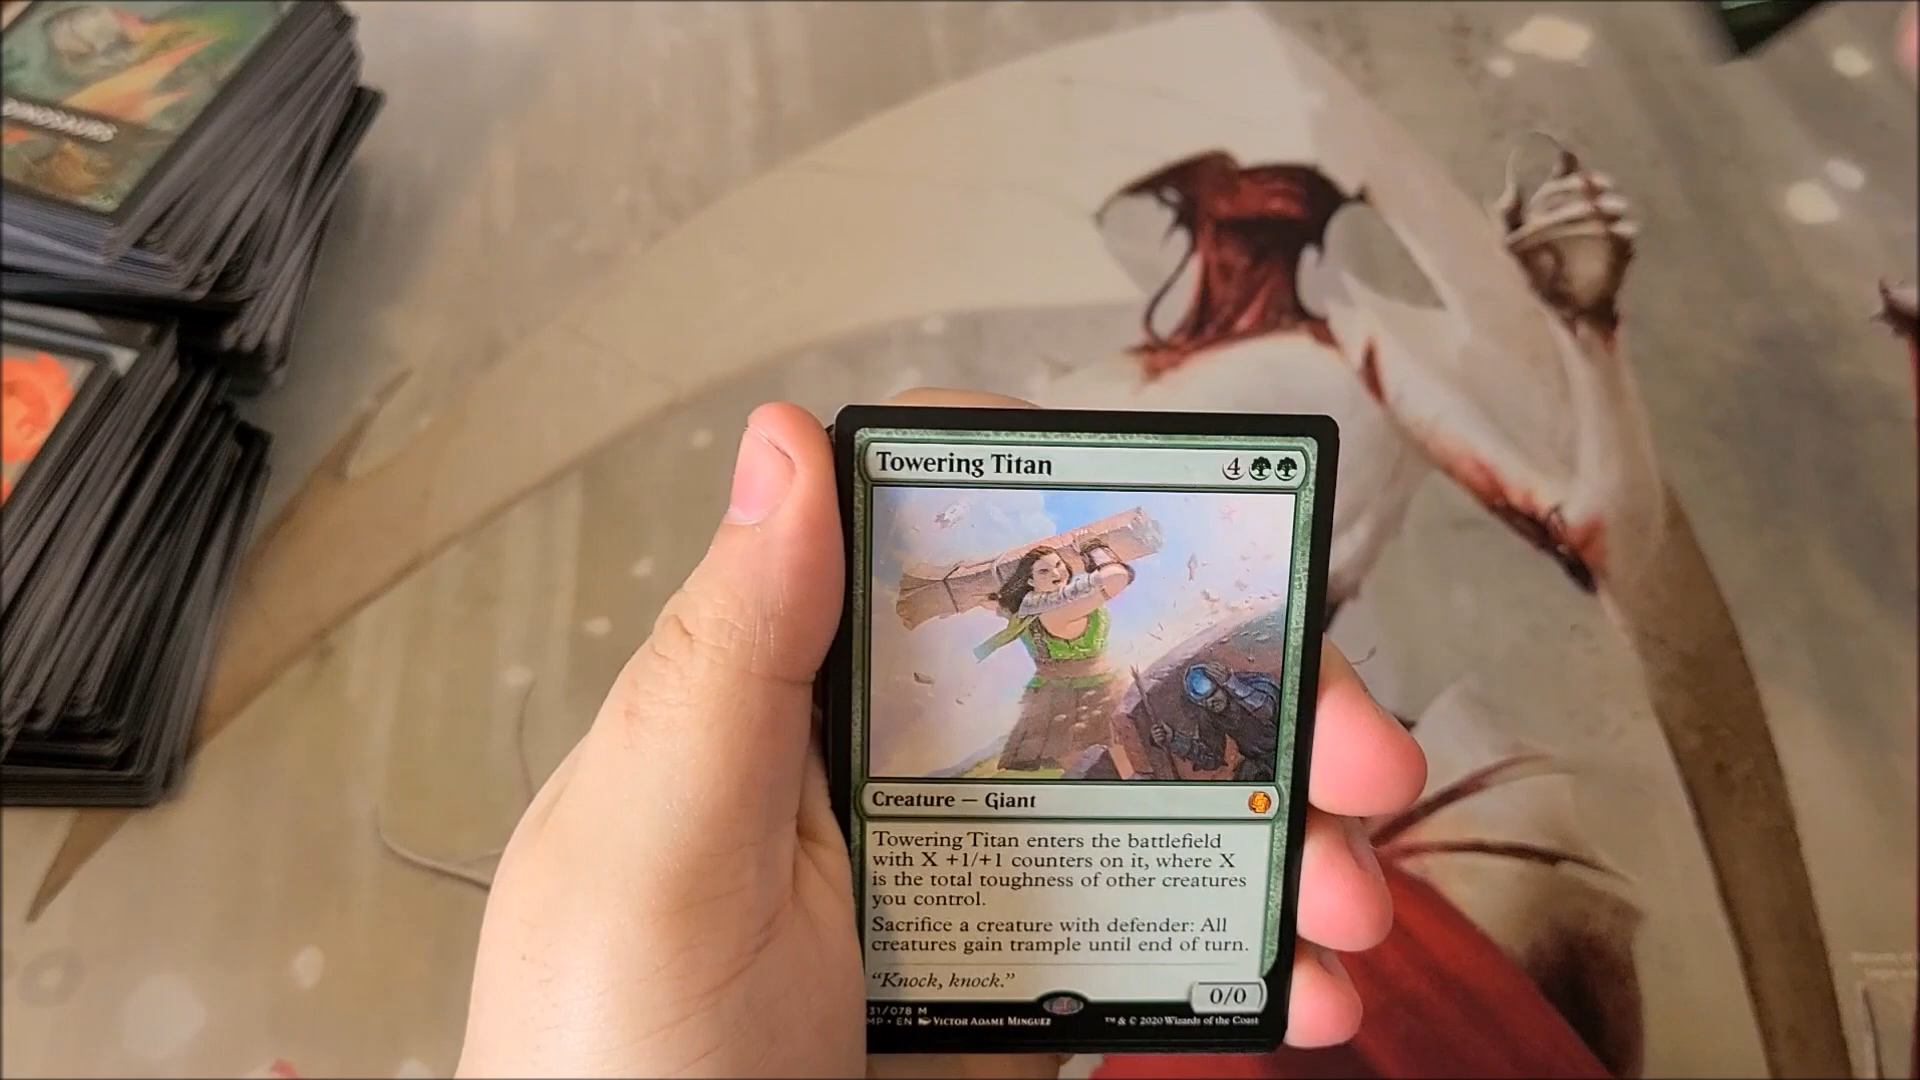 DINOSAURS
Towering Titan 4
Creature — Giant
Towering Titan enters the battlefield
with X +1/+1 counters on it, where X
is the total toughness of other creatures
you control.
Sacrifice a creature with defender: All
creatures gain trample until end of turn.
“Knock, knock.”
0/0
31/078 M
MP • EN VICTOR ADAME MINGUEZ ™ & © 2020 Wizards of the Coast